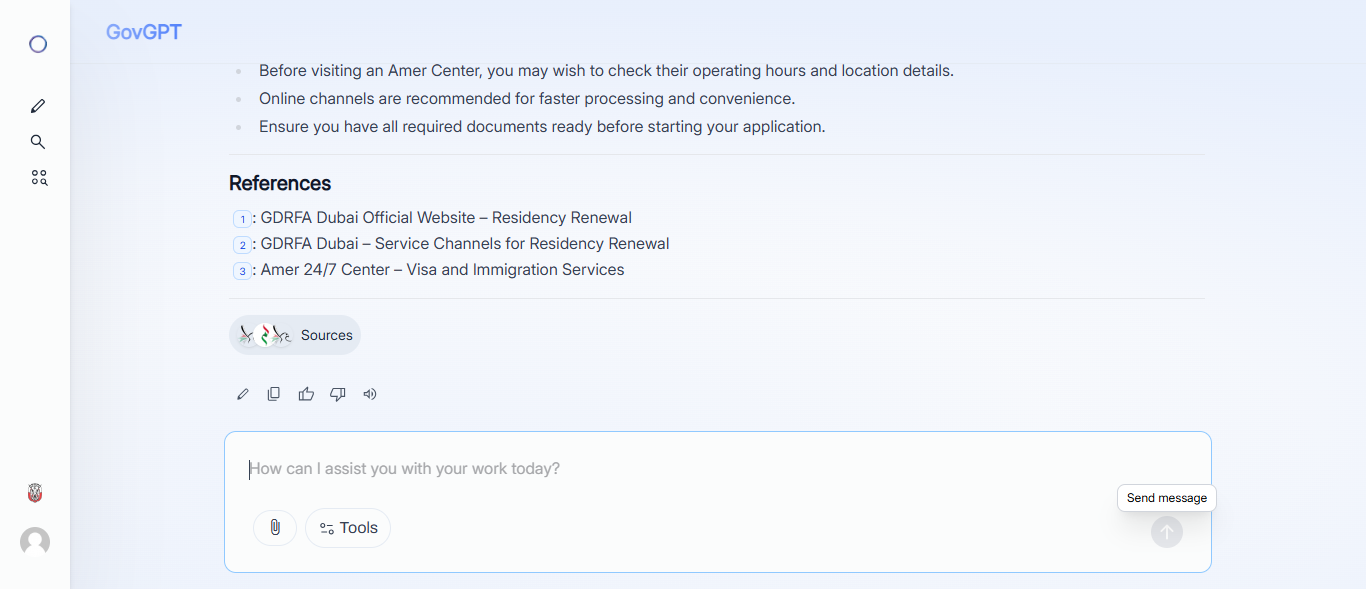 GovGPT
Before visiting an Amer Center, you may wish to check their operating hours and location details.
Online channels are recommended for faster processing and convenience.
Ensure you have all required documents ready before starting your application.
References
1: GDRFA Dubai Official Website – Residency Renewal
2: GDRFA Dubai – Service Channels for Residency Renewal
3: Amer 24/7 Center – Visa and Immigration Services
Sources
How can I assist you with your work today?
Send message
Tools